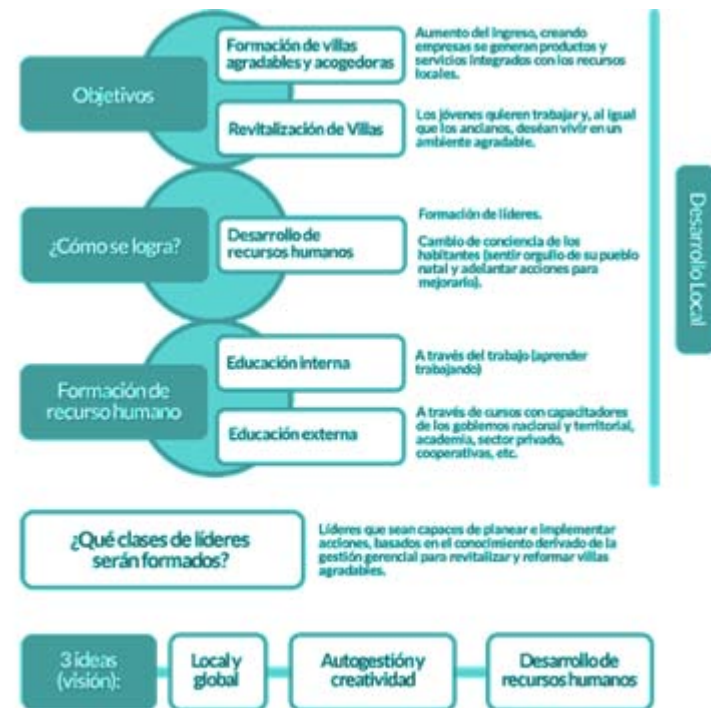 Objetivos
Formación de villas
agradables y acogedoras
Aumento del ingreso, creando
empresas se generan productos y
servicios integrados con los recursos
locales.
Revitalización de Villas
Los jóvenes quieren trabajar y, al igual
que los ancianos, deséan vivir en un
ambiente agradable.
¿Cómo se logra?
Desarrollo de
recursos humanos
Formación de líderes.
Cambio de conciencia de los
habitantes (sentir orgullo de su pueblo
natal y adelantar acciones para
mejorarlo).
Formación de
recurso humano
Educación interna
A través del trabajo (aprender
trabajando)
Educación externa
A través de cursos con capacitadores
de los gobiernos nacional y territorial,
academia, sector privado,
cooperativas, etc.
Desarrollo Local
¿Qué clases de líderes
serán formados?
Líderes que sean capaces de planear e implementar
acciones, basados en el conocimiento derivado de la
gestión gerencial para revitalizar y reformar villas
agradables.
3 ideas
(visión):
Local y
global
Autogestión y
creatividad
Desarrollo de
recursos humanos